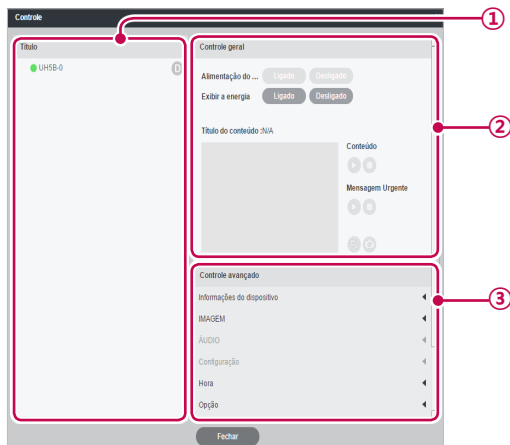 Controle
①
Título
UH5B-0
D
Controle geral
Alimentação do ... Ligado Desligado
Exibir a energia Ligado Desligado
Título do conteúdo :N/A
Conteúdo
Mensagem Urgente
②
Controle avançado
Informações do dispositivo
IMAGEM
ÁUDIO
Configuração
Hora
Opção
③
Fechar